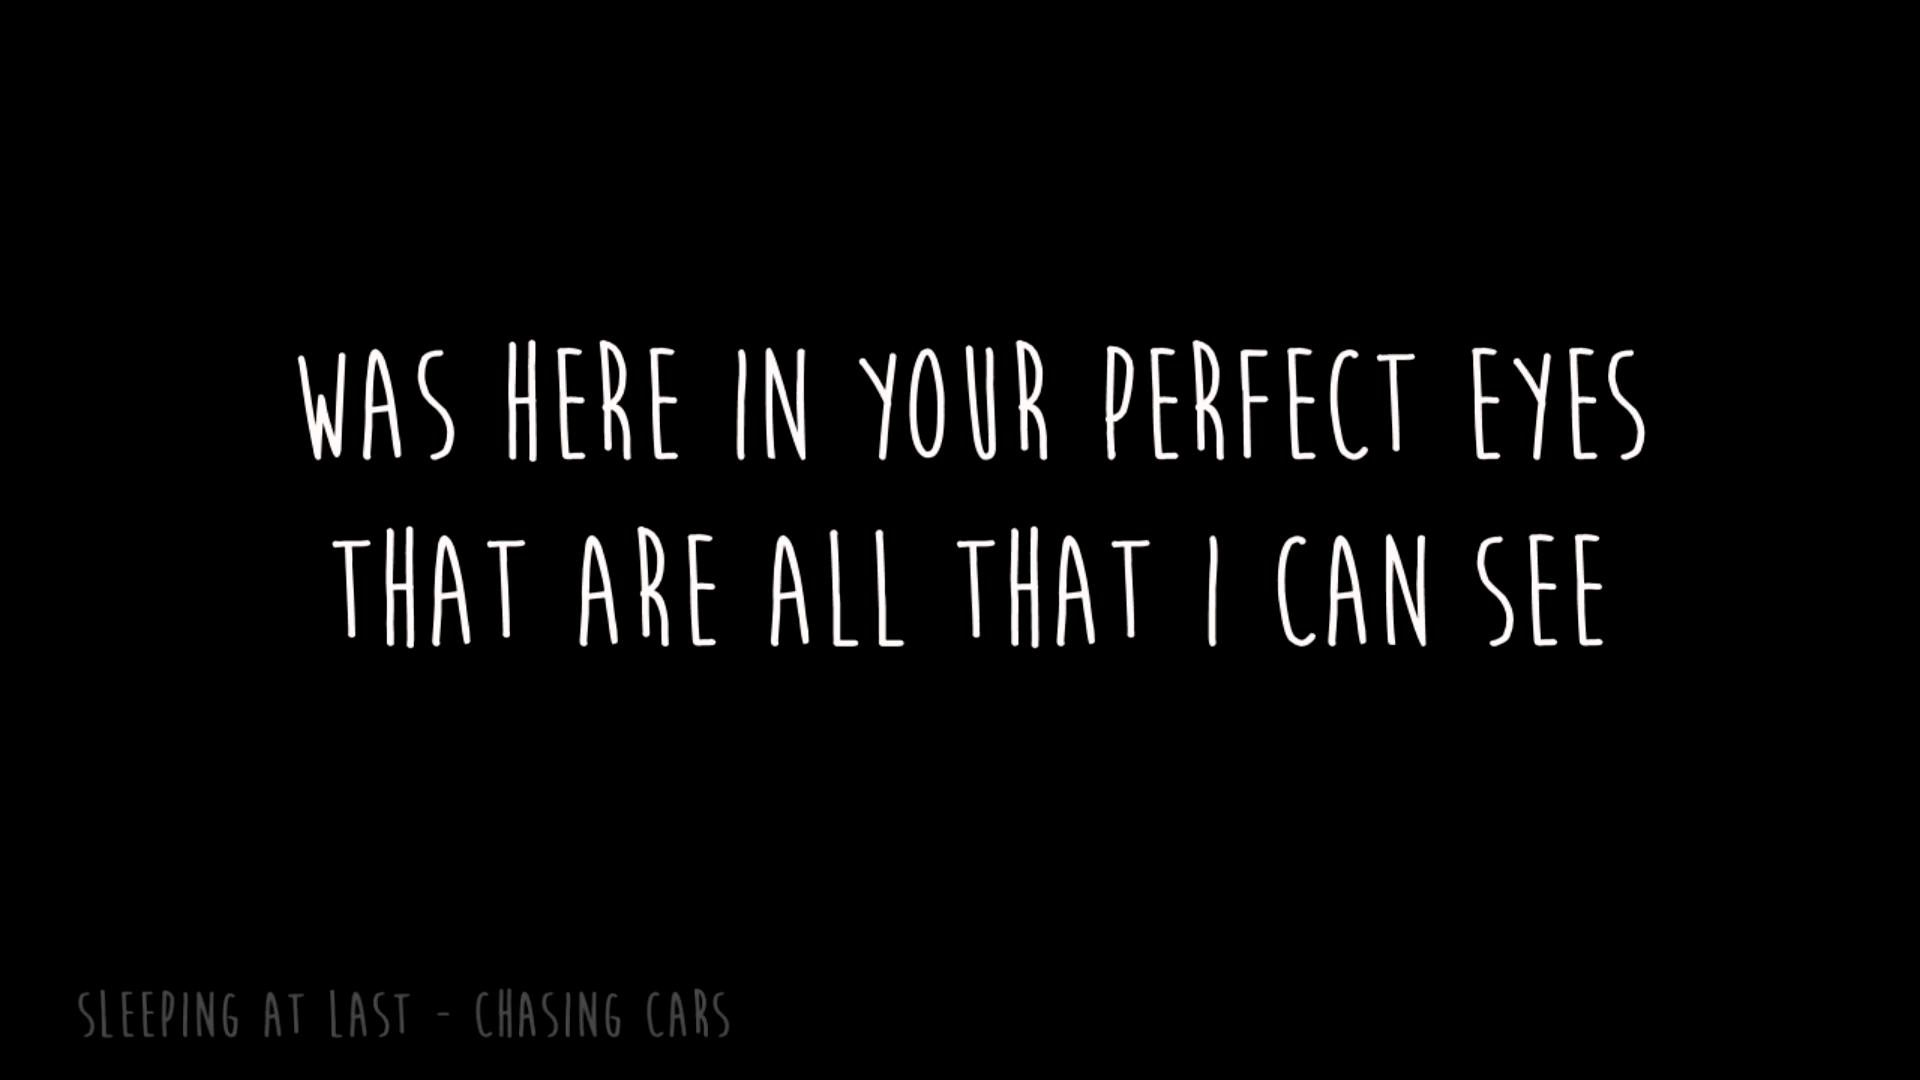 WAS HERE IN YOUR PERFECT EYES
THAT ARE ALL THAT I CAN SEE
SLEEPING AT LAST - CHASING CARS